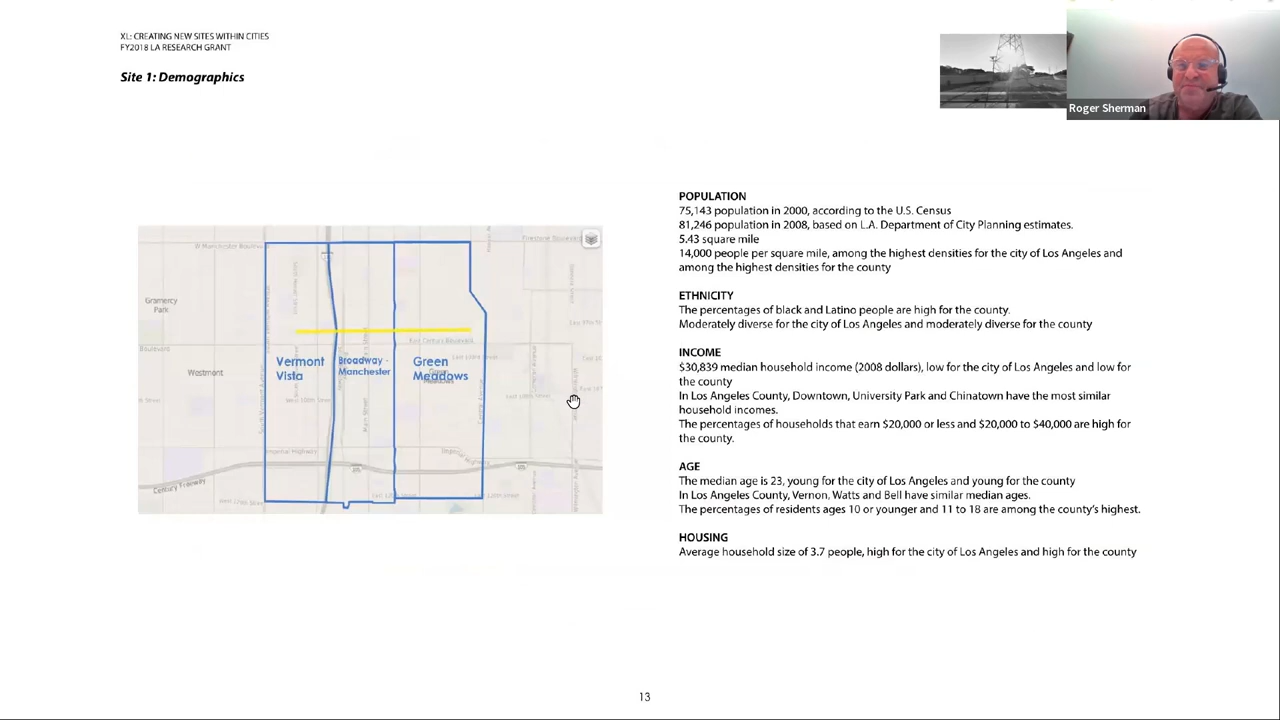 XL: CREATING NEW SITES WITHIN CITIES
FY2018 LA RESEARCH GRANT
Site 1: Demographics
Roger Sherman
POPULATION
75,143 population in 2000, according to the U.S. Census
81,246 population in 2008, based on L.A. Department of City Planning estimates.
5.43 square mile
14,000 people per square mile, among the highest densities for the city of Los Angeles and
among the highest densities for the county
ETHNICITY
The percentages of black and Latino people are high for the county.
Moderately diverse for the city of Los Angeles and moderately diverse for the county
INCOME
$30,839 median household income (2008 dollars), low for the city of Los Angeles and low for
the county
In Los Angeles County, Downtown, University Park and Chinatown have the most similar
household incomes.
The percentages of households that earn $20,000 or less and $20,000 to $40,000 are high for
the county.
AGE
The median age is 23, young for the city of Los Angeles and young for the county
In Los Angeles County, Vernon, Watts and Bell have similar median ages.
The percentages of residents ages 10 or younger and 11 to 18 are among the county's highest.
HOUSING
Average household size of 3.7 people, high for the city of Los Angeles and high for the county
W Manchester Boulevard
Gramercy
Park
Westmont
Vermont
Vista
Broadway -
Manchester
Green
Meadows
Imperial Highway
Century Freeway
13